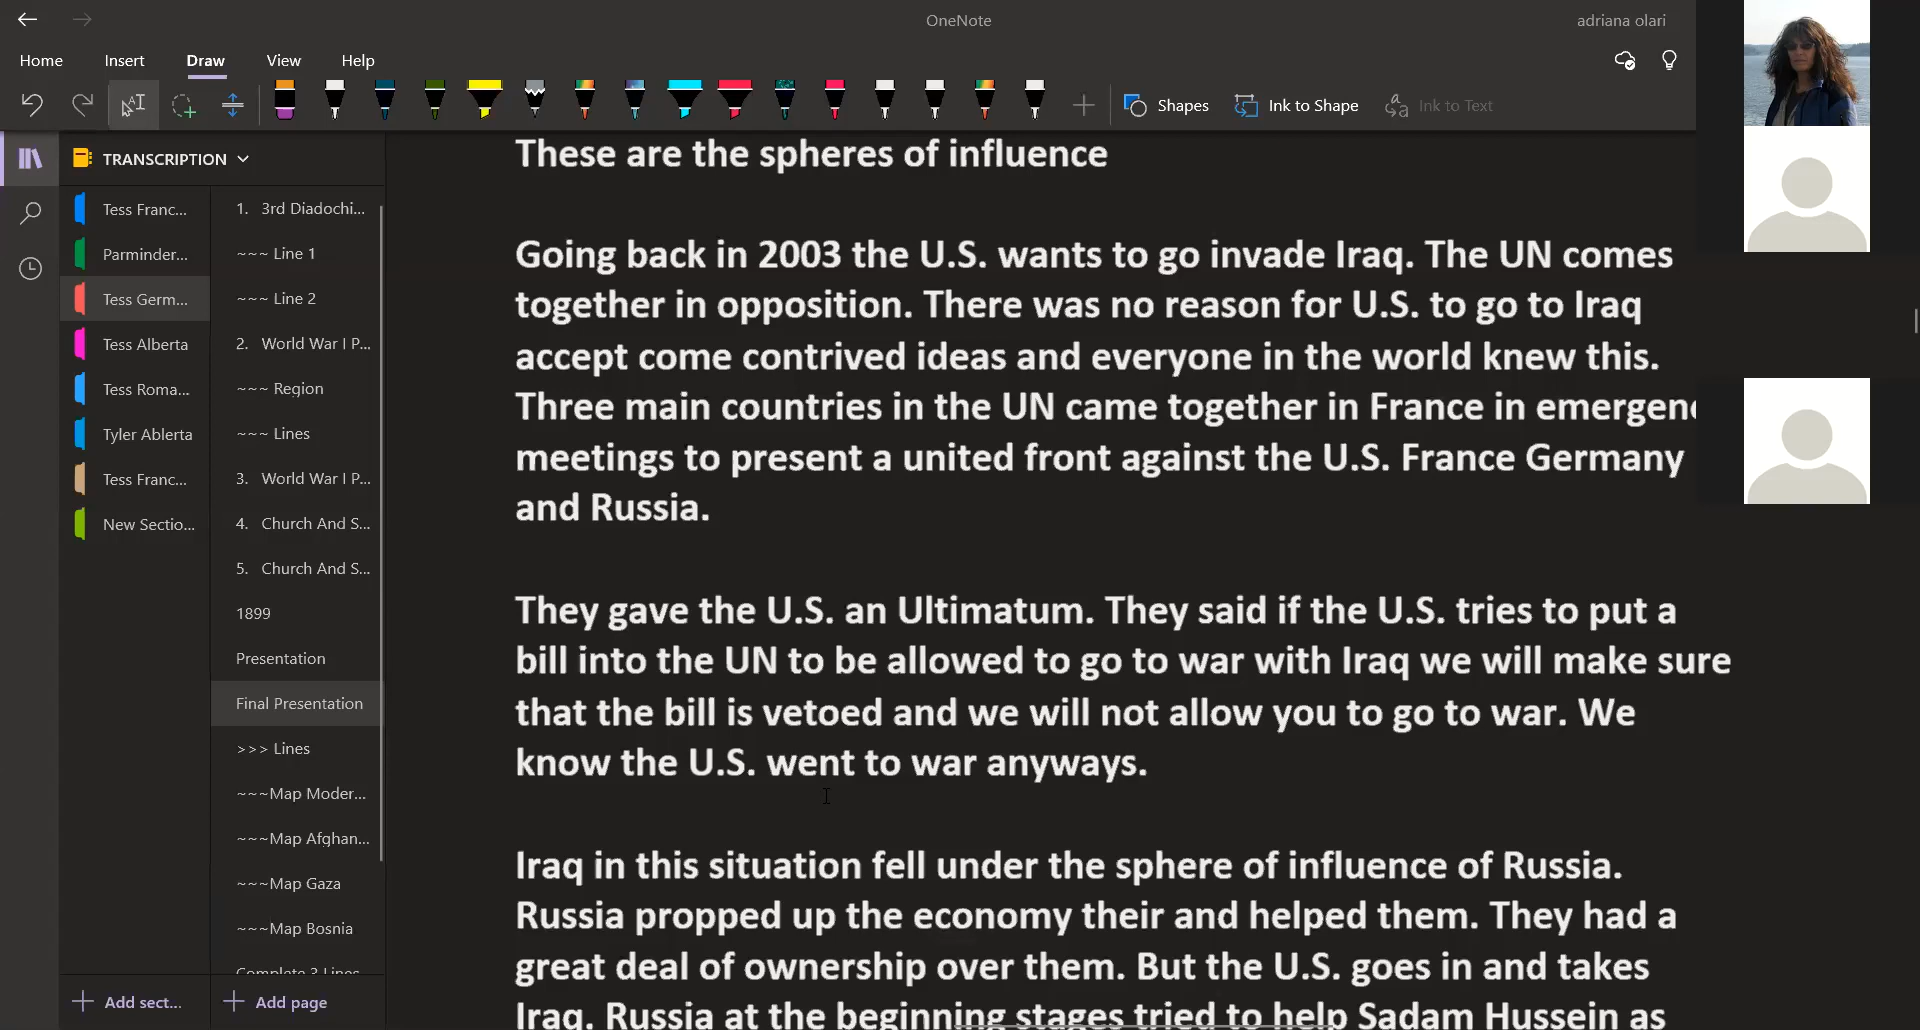 OneNote
adriana olari
Home
Insert
Draw
View
Help
Shapes
Ink to Shape
Ink to Text
TRANSCRIPTION
Tess Franc...
Parminder...
Tess Germ...
Tess Alberta
Tess Roma...
Tyler Ablerta
Tess Franc...
New Sectio...
Add sect...
1. 3rd Diadochi...
~~~ Line 1
~~~ Line 2
2. World War I P...
~~~ Region
~~~ Lines
3. World War I P...
4. Church And S...
5. Church And S...
1899
Presentation
Final Presentation
>>> Lines
~~~Map Moder...
~~~Map Afghan...
~~~Map Gaza
~~~Map Bosnia
Complete 3 Lines
Add page
These are the spheres of influence
Going back in 2003 the U.S. wants to go invade Iraq. The UN comes
together in opposition. There was no reason for U.S. to go to Iraq
accept come contrived ideas and everyone in the world knew this.
Three main countries in the UN came together in France in emergen
meetings to present a united front against the U.S. France Germany
and Russia.
They gave the U.S. an Ultimatum. They said if the U.S. tries to put a
bill into the UN to be allowed to go to war with Iraq we will make sure
that the bill is vetoed and we will not allow you to go to war. We
know the U.S. went to war anyways.
Iraq in this situation fell under the sphere of influence of Russia.
Russia propped up the economy their and helped them. They had a
great deal of ownership over them. But the U.S. goes in and takes
Iraq. Russia at the beginning stages tried to help Sadam Hussein as